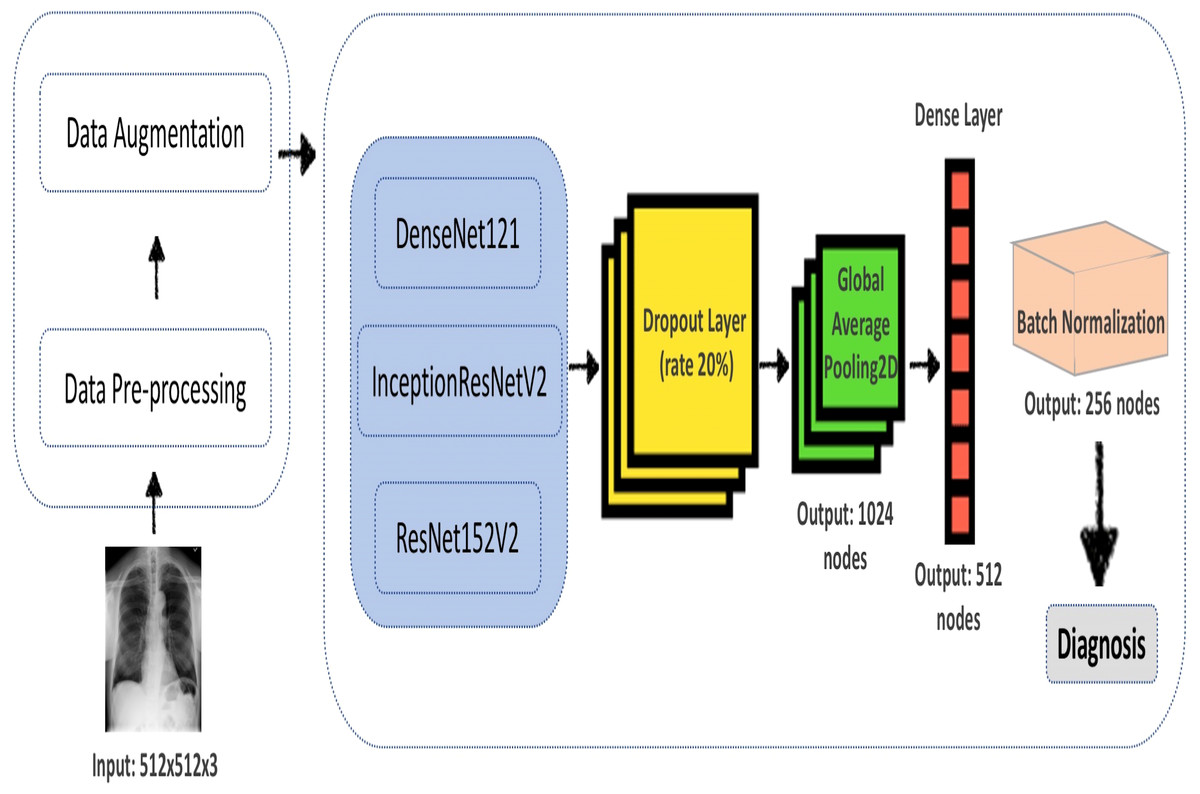 Data Augmentation
Data Pre-processing
Input: 512x512x3
DenseNet121
InceptionResNetV2
ResNet152V2
Dropout Layer
(rate 20%)
Global
Average
Pooling2D
Output: 1024
nodes
Dense Layer
Output: 512
nodes
Batch Normalization
Output: 256 nodes
Diagnosis